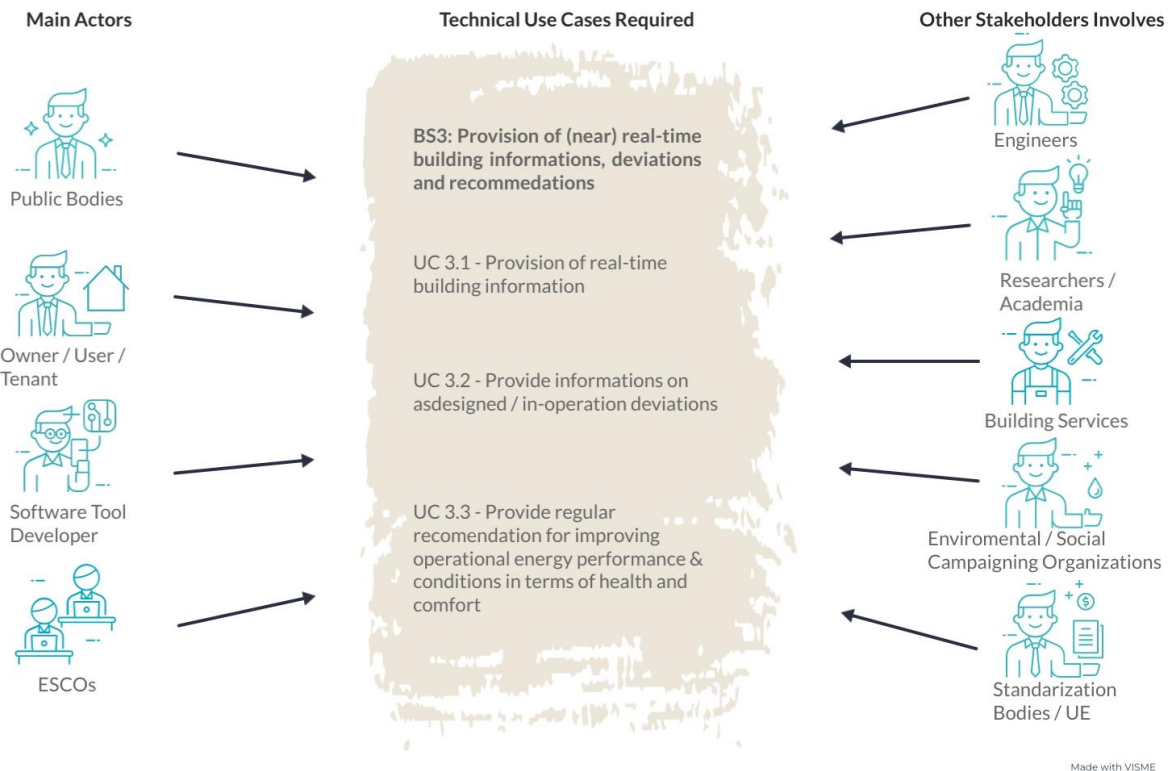 Main Actors
Technical Use Cases Required
Other Stakeholders Involves
Public Bodies
Owner / User /
Tenant
Software Tool
Developer
ESCOs
BS3: Provision of (near) real-time
building informations, deviations
and recommedations
UC 3.1 - Provision of real-time
building information
UC 3.2 - Provide informations on
asdesigned / in-operation deviations
UC 3.3 - Provide regular
recomendation for improving
operational energy performance &
conditions in terms of health and
comfort
Engineers
Researchers /
Academia
Building Services
Enviromental / Social
Campaigning Organizations
Standarization
Bodies / UE
Made with VISME